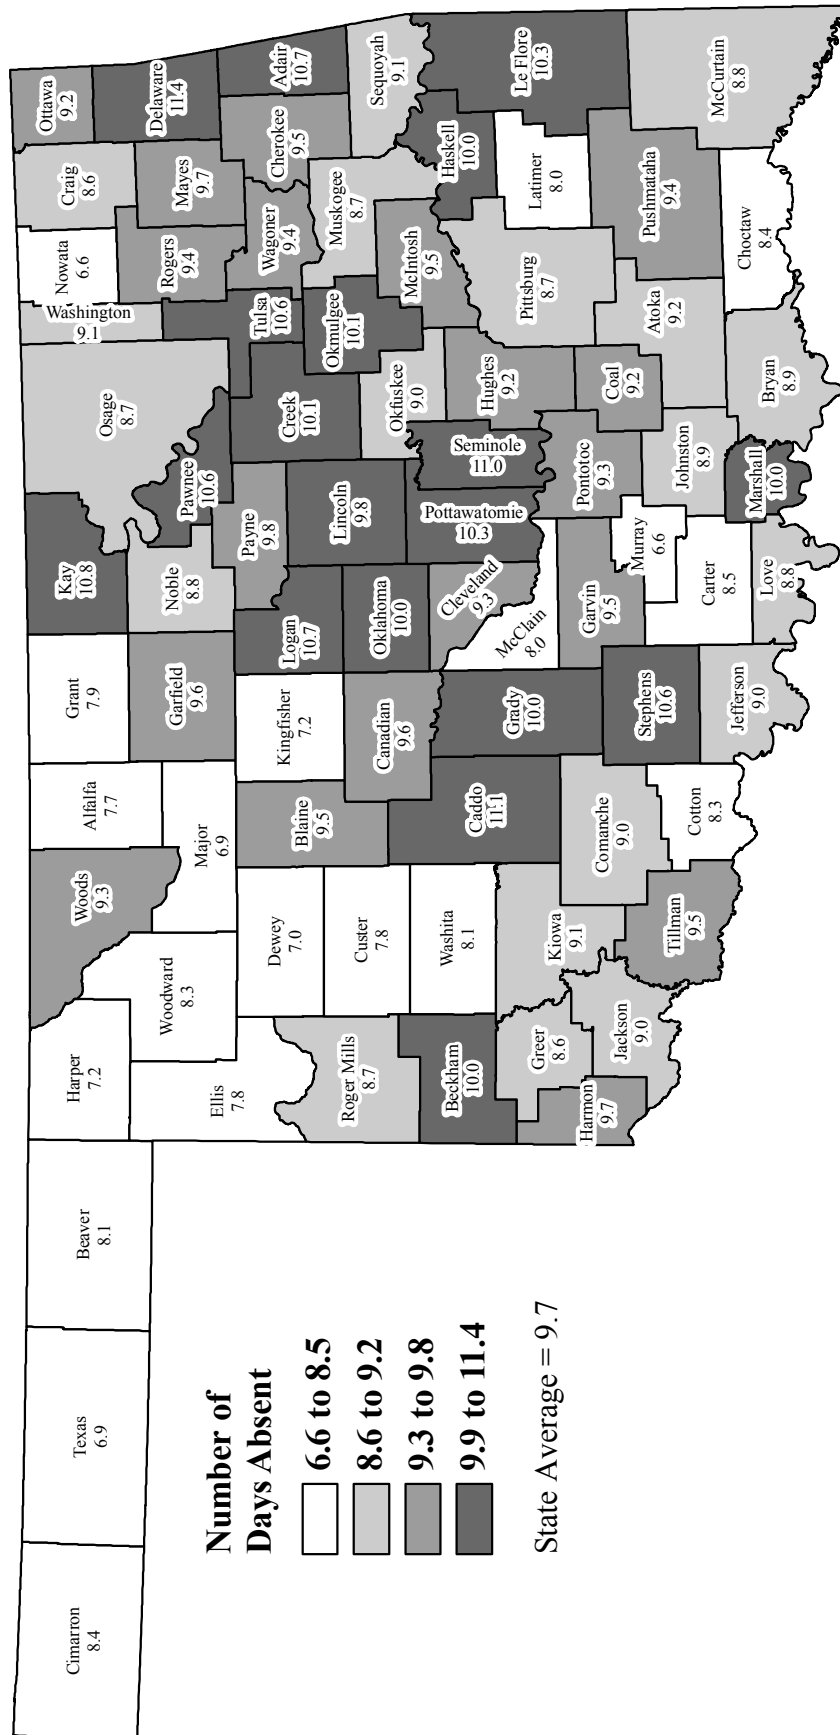 Cimarron
8.4
Texas
6.9
Beaver
8.1
Harper
7.2
Woods
9.3
Alfalfa
7.7
Grant
7.9
Kay
10.8
Osage
8.7
Washington
9.1
Nowata
6.6
Craig
8.6
Ottawa
9.2
Ellis
7.8
Woodward
8.3
Major
6.9
Garfield
9.6
Noble
8.8
Pawnee
10.6
Rogers
9.4
Mayes
9.7
Delaware
11.4
Roger Mills
8.7
Dewey
7.0
Blaine
9.5
Kingfisher
7.2
Logan
10.7
Payne
9.8
Creek
10.1
Tulsa
10.6
Wagoner
9.4
Cherokee
9.5
Adair
10.7
Custer
7.8
Canadian
9.6
Oklahoma
10.0
Lincoln
9.8
Okfuskee
9.0
Okmulgee
10.1
Muskogee
8.7
Sequoyah
9.1
Beckham
10.0
Washita
8.1
Caddo
11.1
Grady
10.0
McClain
8.0
Cleveland
9.3
Pottawatomie
10.3
Seminole
11.0
Hughes
9.2
McIntosh
9.5
Haskell
10.0
Le Flore
10.3
Harmon
9.7
Greer
8.6
Kiowa
9.1
Comanche
9.0
Stephens
10.6
Garvin
9.5
Murray
6.6
Pontotoc
9.3
Coal
9.2
Pittsburg
8.7
Latimer
8.0
Jackson
9.0
Tillman
9.5
Cotton
8.3
Jefferson
9.0
Carter
8.5
Johnston
8.9
Atoka
9.2
Pushmataha
9.4
McCurtain
8.8
Love
8.8
Marshall
10.0
Bryan
8.9
Choctaw
8.4
Number of
Days Absent
6.6 to 8.5
8.6 to 9.2
9.3 to 9.8
9.9 to 11.4
State Average = 9.7